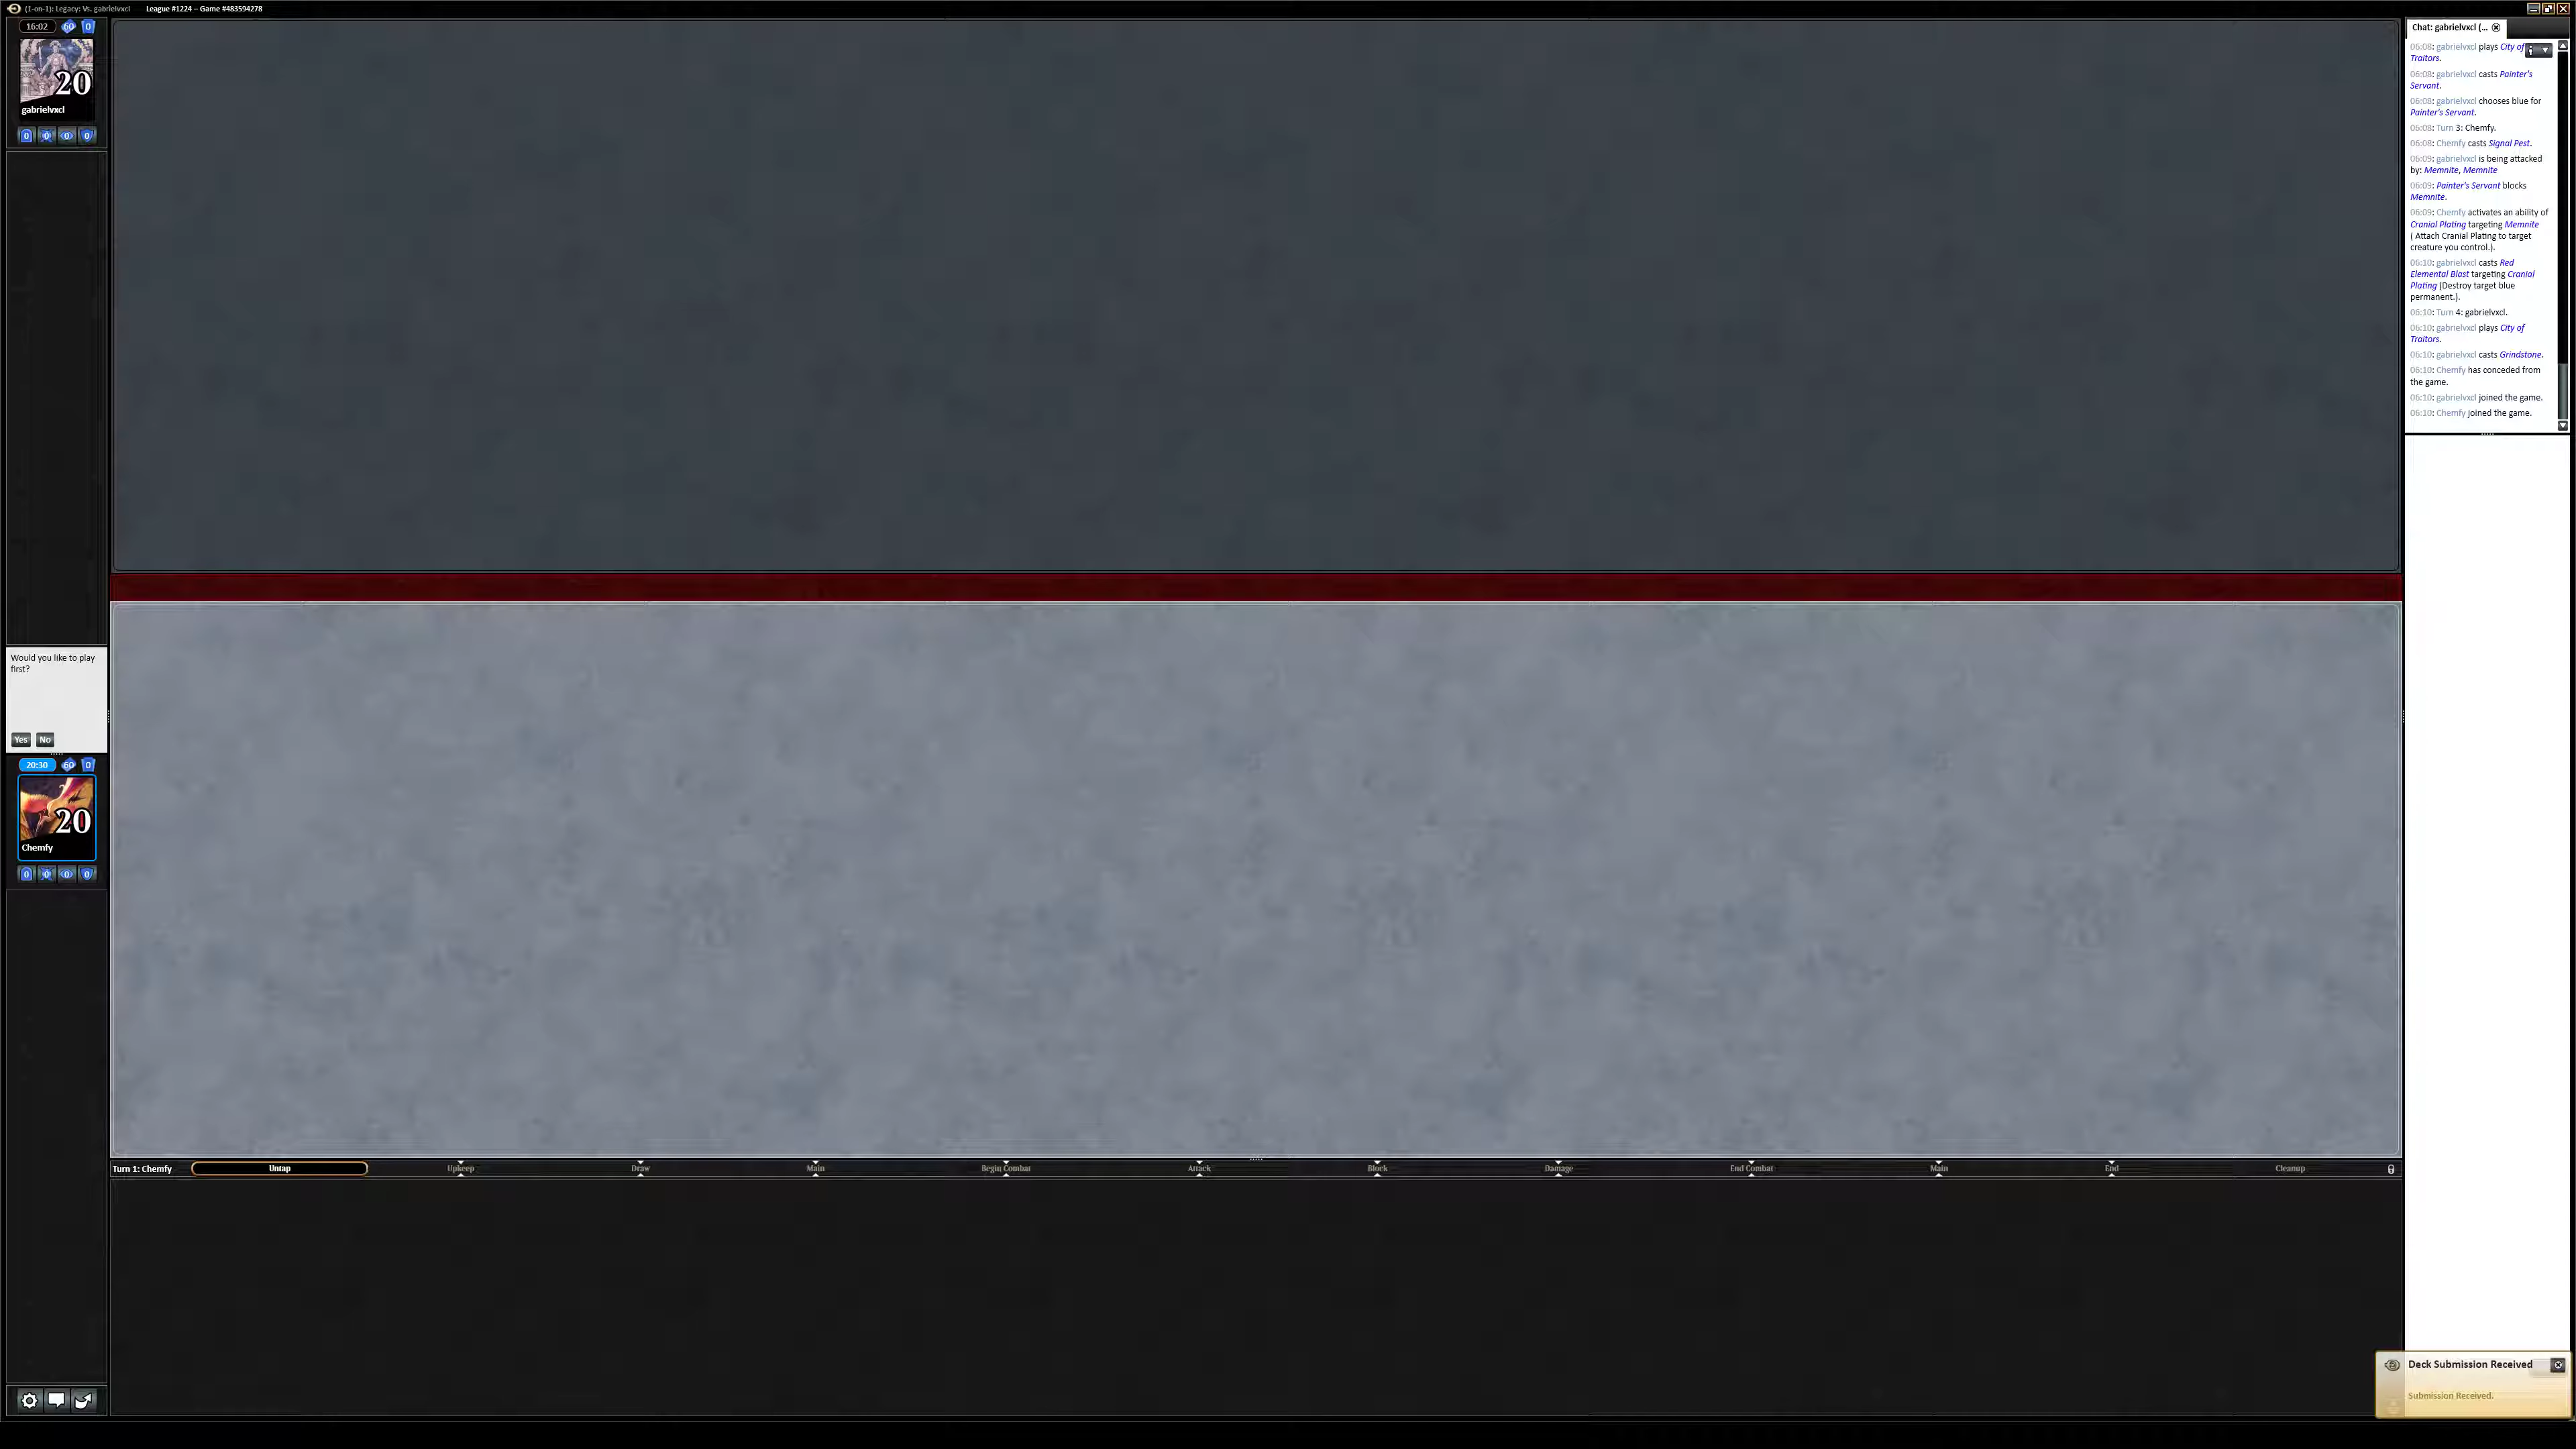 (1-on-1): Legacy: Vs. gabrielvxcl League #1224 – Game #483594278
16:02 60 0
20
gabrielvxcl
0 0 0 0
Would you like to play
first?
Yes No
20:30 60 0
20
Chemfy
0 0 0 0
Turn 1: Chemfy Untap Upkeep Draw Main Begin Combat Attack Block Damage End Combat Main End Cleanup
Chat: gabrielvxcl (...
06:08: gabrielvxcl plays City of
Traitors.
06:08: gabrielvxcl casts Painter's
Servant.
06:08: gabrielvxcl chooses blue for
Painter's Servant.
06:08: Turn 3: Chemfy.
06:08: Chemfy casts Signal Pest.
06:09: gabrielvxcl is being attacked
by: Memnite, Memnite
06:09: Painter's Servant blocks
Memnite.
06:09: Chemfy activates an ability of
Cranial Plating targeting Memnite
( Attach Cranial Plating to target
creature you control.).
06:10: gabrielvxcl casts Red
Elemental Blast targeting Cranial
Plating (Destroy target blue
permanent.).
06:10: Turn 4: gabrielvxcl.
06:10: gabrielvxcl plays City of
Traitors.
06:10: gabrielvxcl casts Grindstone.
06:10: Chemfy has conceded from
the game.
06:10: gabrielvxcl joined the game.
06:10: Chemfy joined the game.
Deck Submission Received
Submission Received.